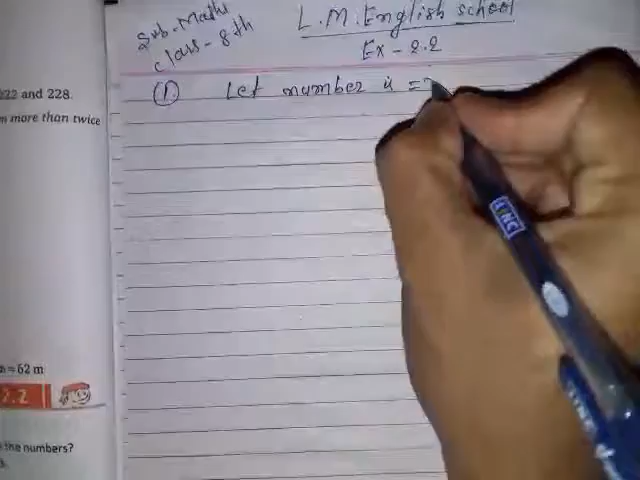 L.M. English school
Sub. Maths
Class - 8th
Ex - 2.2
222 and 228.
more than twice
① Let number is =
= 62 m
2.2
the numbers?
LINC